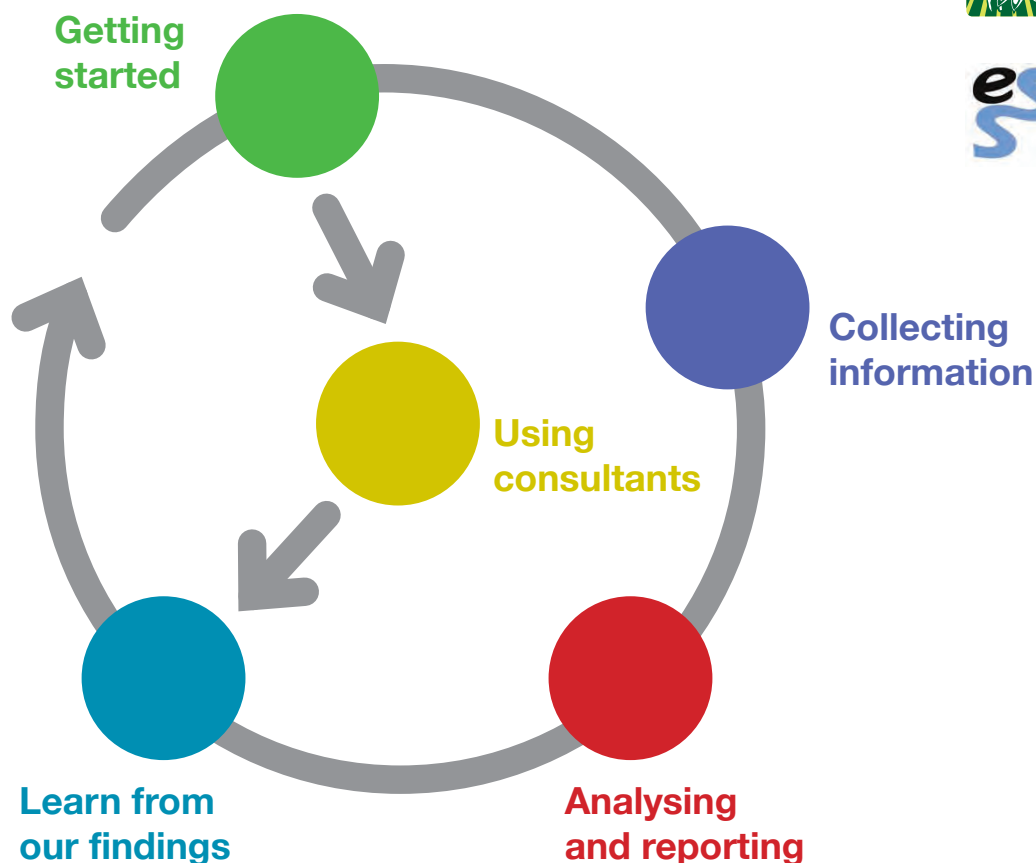 Getting
started
Collecting
information
Using
consultants
Learn from
our findings
Analysing
and reporting